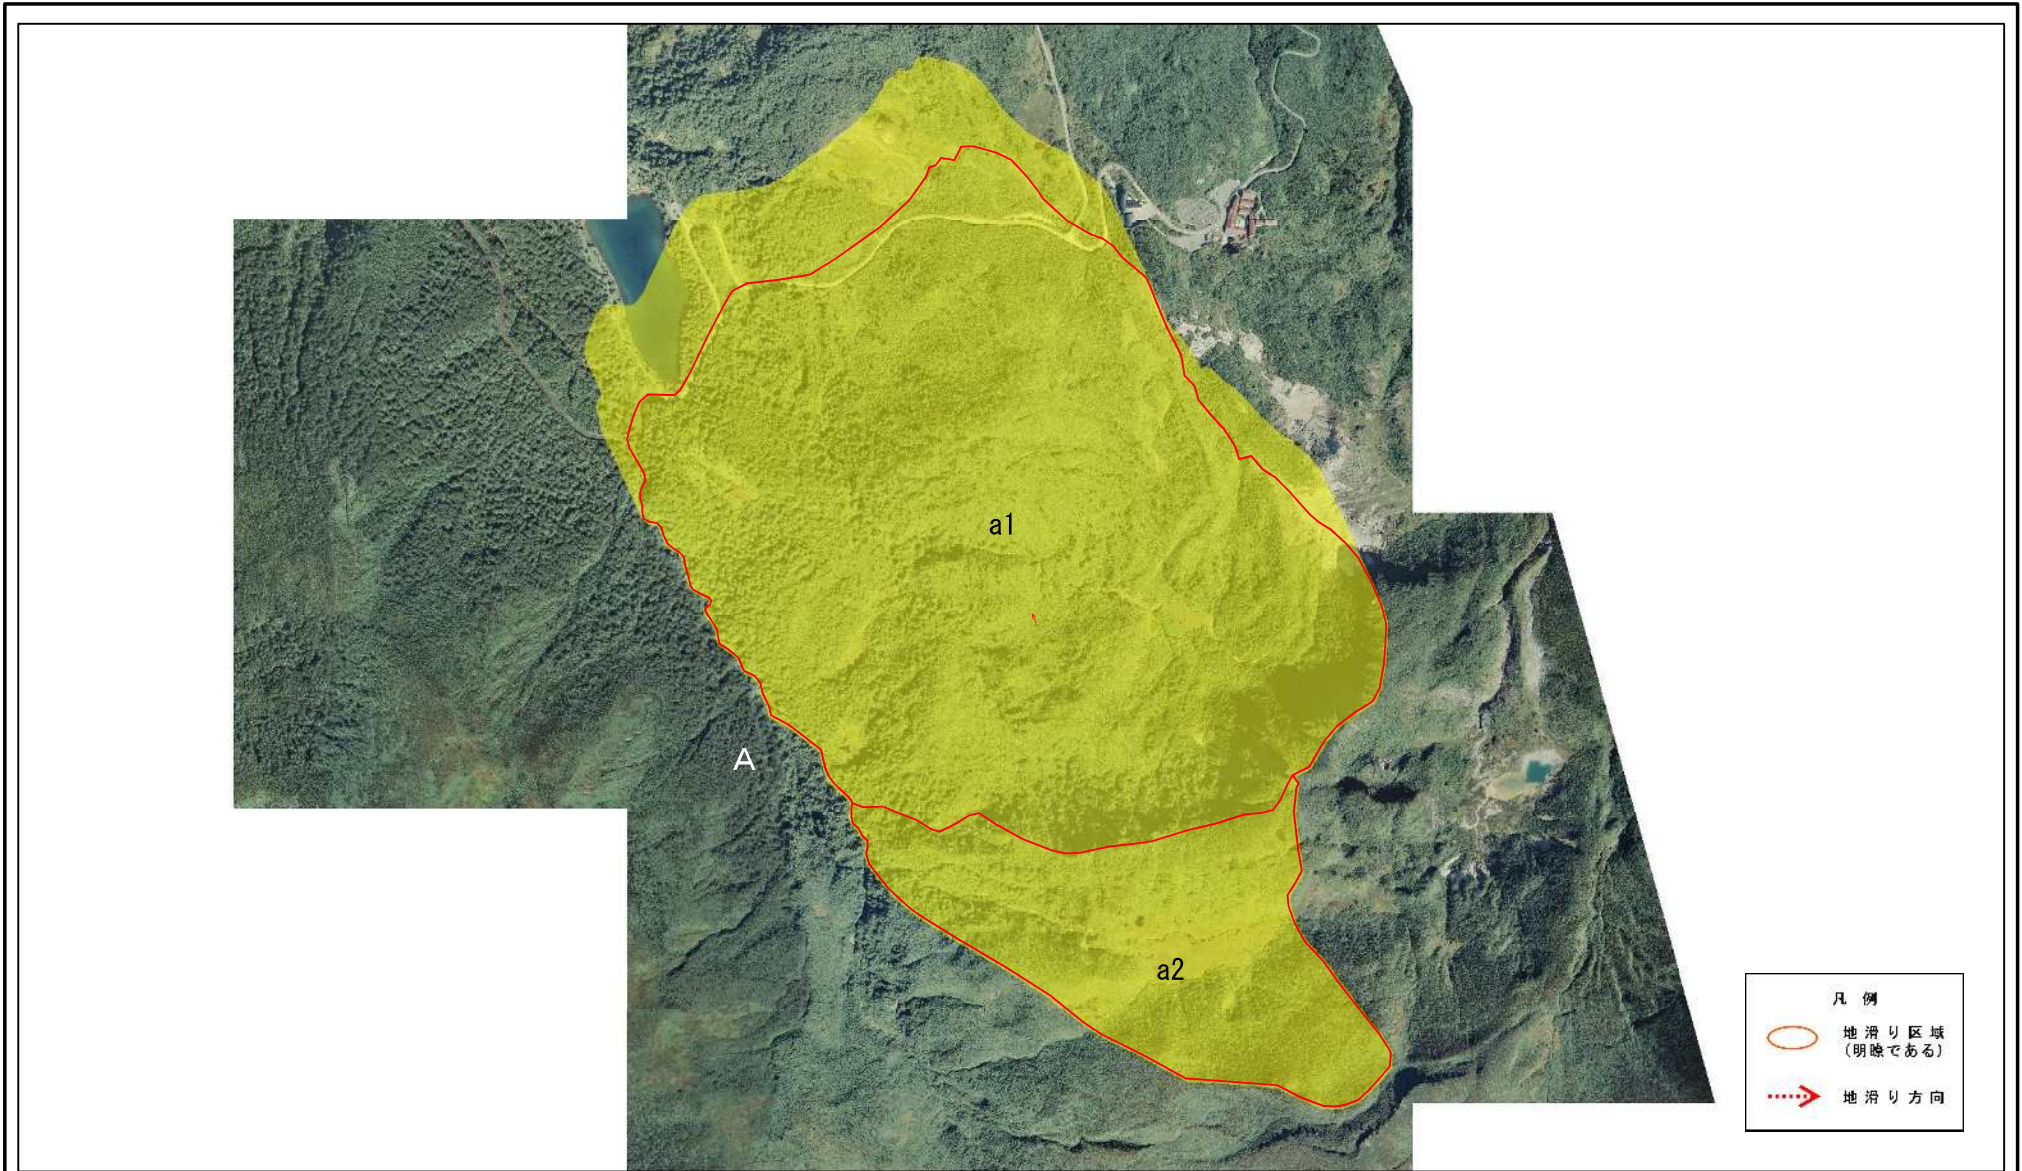 a1
A
a2
凡 例
地 滑 り 区 域
(明瞭である)
地 滑 り 方 向